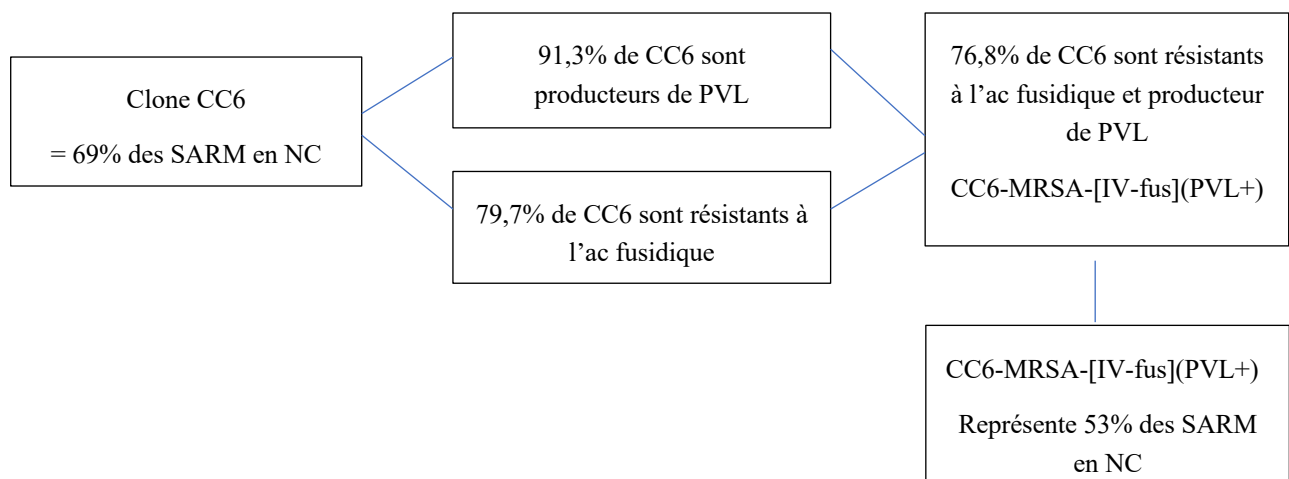 Clone CC6
= 69% des SARM en NC
91,3% de CC6 sont
producteurs de PVL
79,7% de CC6 sont résistants à
l’ac fusidique
76,8% de CC6 sont résistants
à l’ac fusidique et producteur
de PVL
CC6-MRSA-[IV-fus](PVL+)
CC6-MRSA-[IV-fus](PVL+)
Représente 53% des SARM
en NC